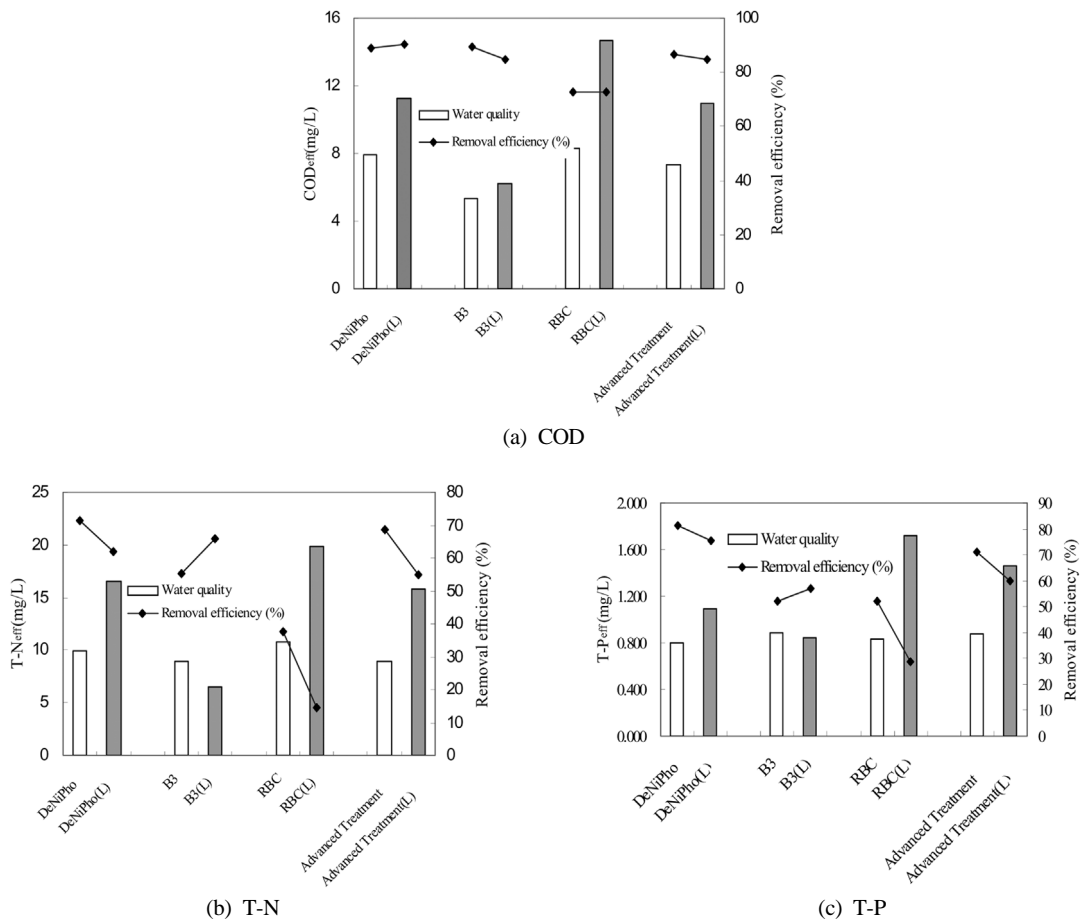 16
12
8
4
0
CODeff(mg/L)
100
80
60
40
20
0
Removal efficiency (%)
Water quality
Removal efficiency (%)
DeNiPho
DeNiPho(L)
B3
B3(L)
RBC
RBC(L)
Advanced Treatment
Advanced Treatment(L)
(a) COD
25
20
15
10
5
0
T-Neff(mg/L)
80
70
60
50
40
30
20
10
0
Removal efficiency (%)
Water quality
Removal efficiency (%)
DeNiPho
DeNiPho(L)
B3
B3(L)
RBC
RBC(L)
Advanced Treatment
Advanced Treatment(L)
(b) T-N
2.000
1.600
1.200
0.800
0.400
0.000
T-Peff(mg/L)
90
80
70
60
50
40
30
20
10
0
Removal efficiency (%)
Water quality
Removal efficiency (%)
DeNiPho
DeNiPho(L)
B3
B3(L)
RBC
RBC(L)
Advanced Treatment
Advanced Treatment(L)
(c) T-P